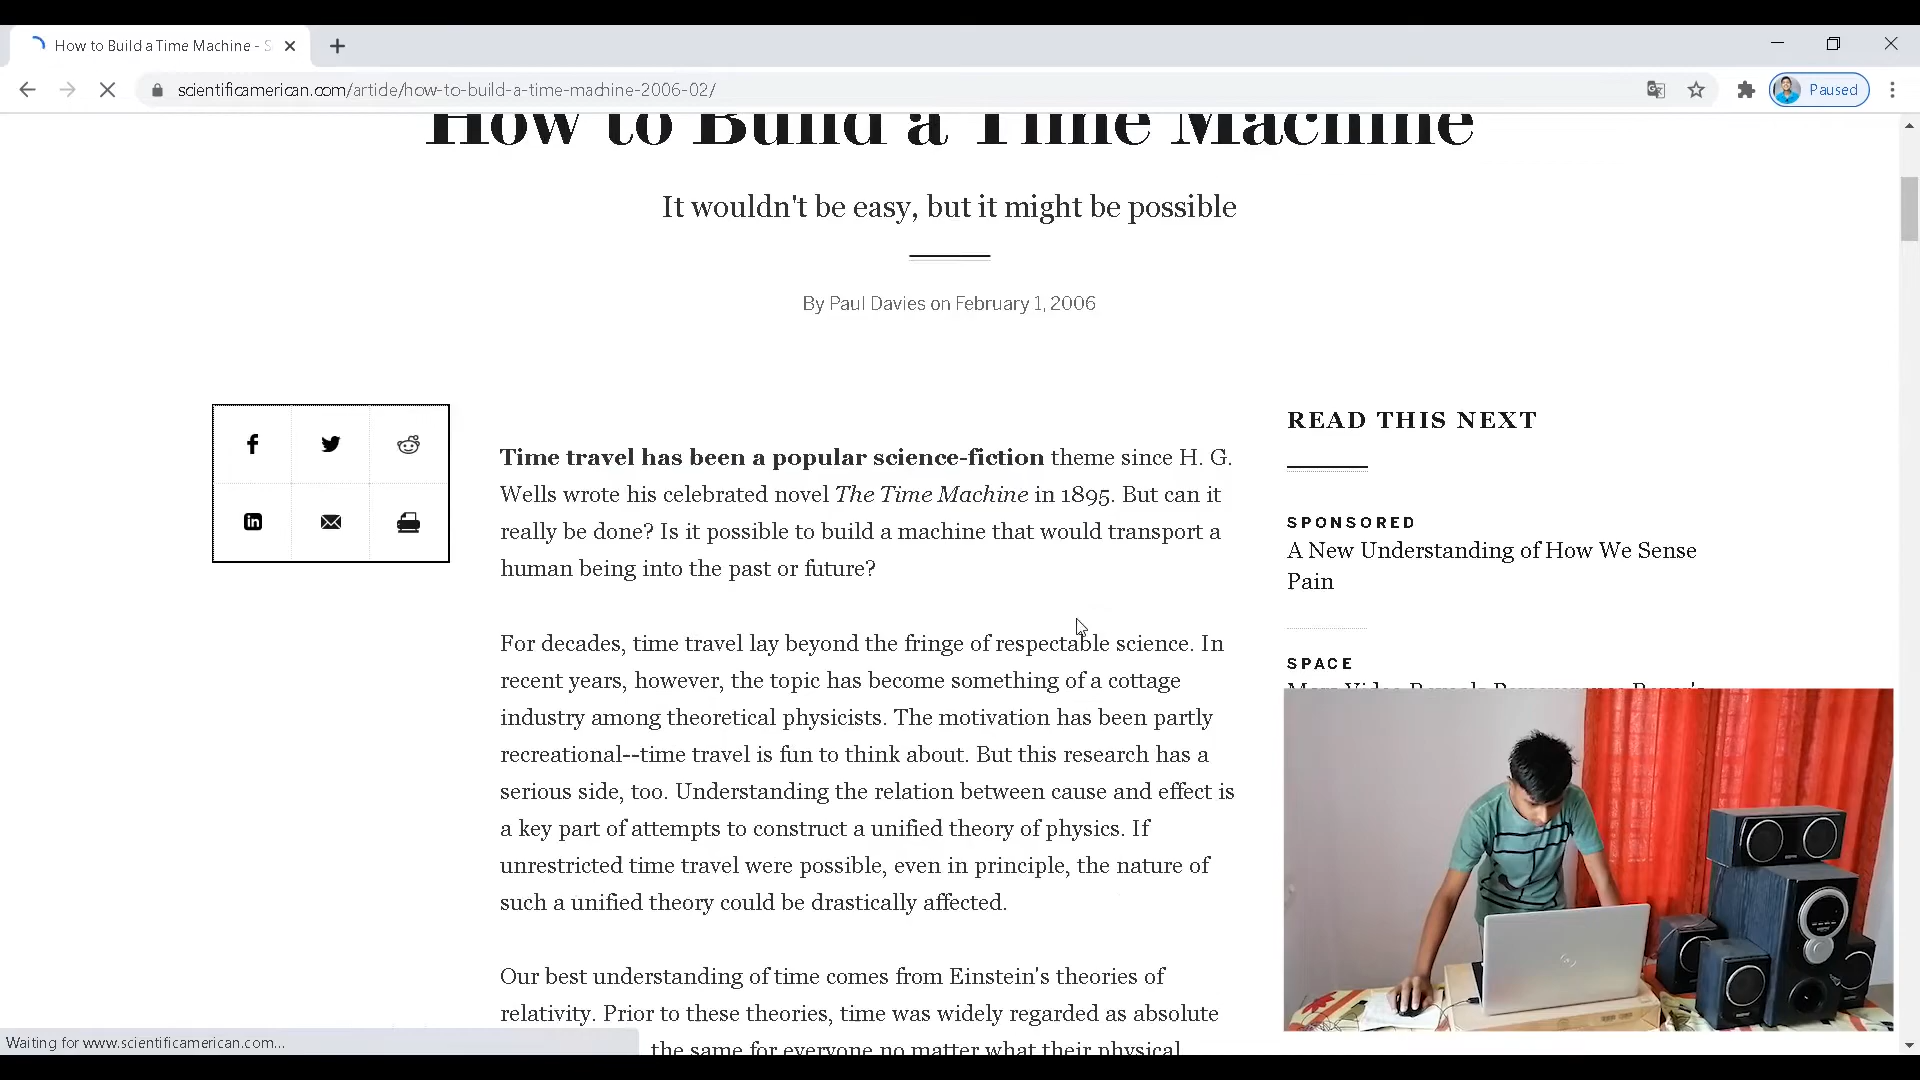 How to Build a Time Machine - S
scientificamerican.com/article/how-to-build-a-time-machine-2006-02/
Paused
How to Build a Time Machine
It wouldn't be easy, but it might be possible
By Paul Davies on February 1, 2006
Time travel has been a popular science-fiction theme since H. G.
Wells wrote his celebrated novel The Time Machine in 1895. But can it
really be done? Is it possible to build a machine that would transport a
human being into the past or future?
For decades, time travel lay beyond the fringe of respectable science. In
recent years, however, the topic has become something of a cottage
industry among theoretical physicists. The motivation has been partly
recreational--time travel is fun to think about. But this research has a
serious side, too. Understanding the relation between cause and effect is
a key part of attempts to construct a unified theory of physics. If
unrestricted time travel were possible, even in principle, the nature of
such a unified theory could be drastically affected.
Our best understanding of time comes from Einstein's theories of
relativity. Prior to these theories, time was widely regarded as absolute
the same for everyone no matter what their physical
READ THIS NEXT
SPONSORED
A New Understanding of How We Sense
Pain
SPACE
Waiting for www.scientificamerican.com...